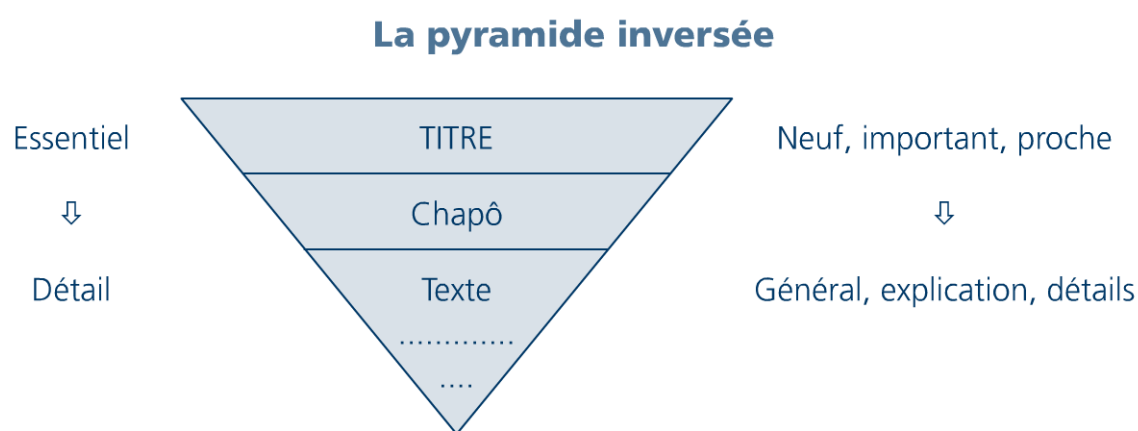 La pyramide inversée
Essentiel TITRE Neuf, important, proche
⇩ Chapô ⇩
Détail Texte Général, explication, détails
.............
....